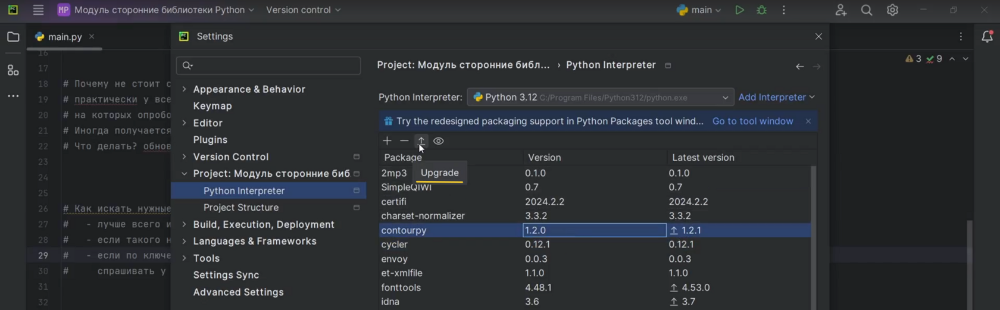 PC
MP Модуль сторонние библиотеки Python
Version control
main
main.py
16
17
18 # Почему не стоит
19 # практически у все
20 # на которых опробо
21 # Иногда получается
22 # Что делать? обнов
23
24
25
26 # Как искать нужные
27 # - лучше всего и
28 # - если такого н
29 # - если по ключе
30 # спрашивать у
31
32
3 9
PC Settings
Appearance & Behavior
Keymap
Editor
Plugins
Version Control
Project: Модуль сторонние биб
Python Interpreter
Project Structure
Build, Execution, Deployment
Languages & Frameworks
Tools
Settings Sync
Advanced Settings
Project: Модуль сторонние библ... › Python Interpreter
Python Interpreter: Python 3.12 C:/Program Files/Python312/python.exe Add Interpreter
Try the redesigned packaging support in Python Packages tool wind... Go to tool window
Package Version Latest version
Upgrade
2mp3 0.1.0 0.1.0
SimpleQIWI 0.7 0.7
certifi 2024.2.2 2024.2.2
charset-normalizer 3.3.2 3.3.2
contourpy 1.2.0 1.2.1
cycler 0.12.1 0.12.1
envoy 0.0.3 0.0.3
et-xmlfile 1.1.0 1.1.0
fonttools 4.48.1 4.53.0
idna 3.6 3.7